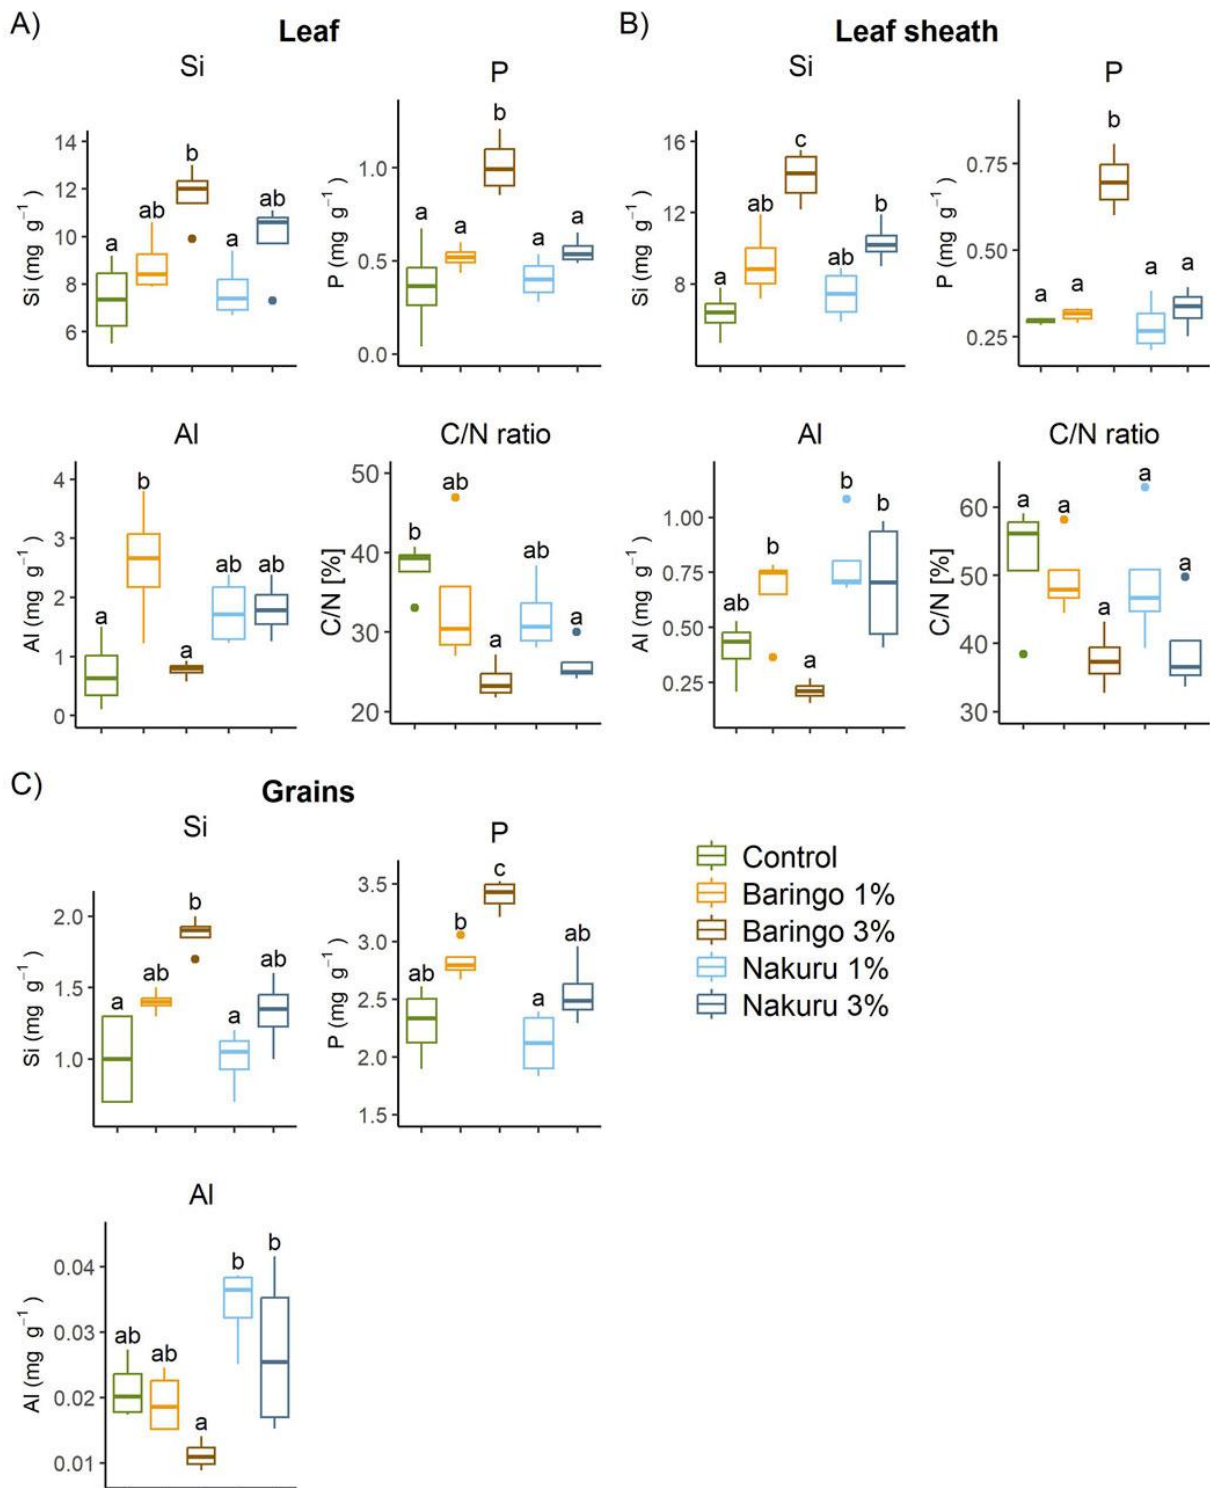 A)
Leaf
Si
Si (mg g⁻¹ )
14
12
10
8
6
a
ab
b
a
ab
P
P (mg g⁻¹ )
1.0
0.5
0.0
a
a
b
a
a
Al
Al (mg g⁻¹ )
4
3
2
1
0
a
b
a
ab
ab
C/N ratio
C/N [%]
50
40
30
20
b
ab
a
ab
a
B)
Leaf sheath
Si
Si (mg g⁻¹ )
16
12
8
a
ab
c
ab
b
P
P (mg g⁻¹ )
0.75
0.50
0.25
a
a
b
a
a
Al
Al (mg g⁻¹ )
1.00
0.75
0.50
0.25
ab
b
a
b
b
C/N ratio
C/N [%]
60
50
40
30
a
a
a
a
a
C)
Grains
Si
Si (mg g⁻¹ )
2.0
1.5
1.0
a
ab
b
a
ab
P
P (mg g⁻¹ )
3.5
3.0
2.5
2.0
1.5
ab
b
c
a
ab
Control
Baringo 1%
Baringo 3%
Nakuru 1%
Nakuru 3%
Al
Al (mg g⁻¹ )
0.04
0.03
0.02
0.01
ab
ab
a
b
b